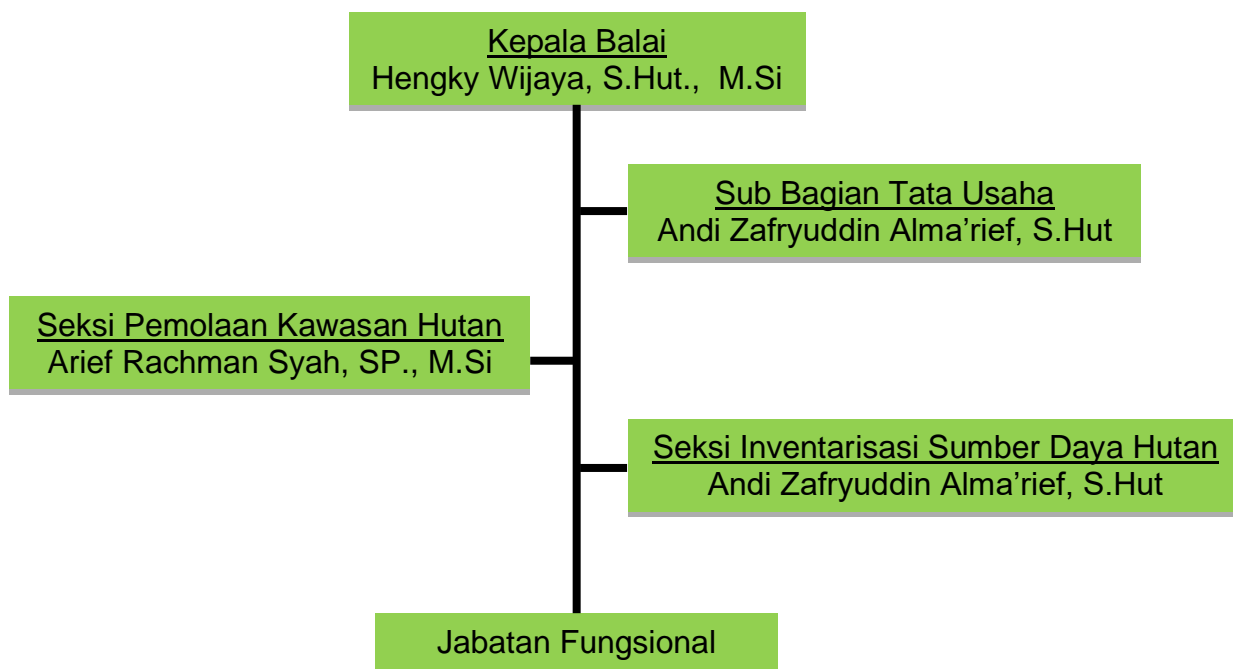 Kepala Balai
Hengky Wijaya, S.Hut.,  M.Si
Sub Bagian Tata Usaha
Andi Zafryuddin Alma’rief, S.Hut
Seksi Pemolaan Kawasan Hutan
Arief Rachman Syah, SP., M.Si
Seksi Inventarisasi Sumber Daya Hutan
Andi Zafryuddin Alma’rief, S.Hut
Jabatan Fungsional